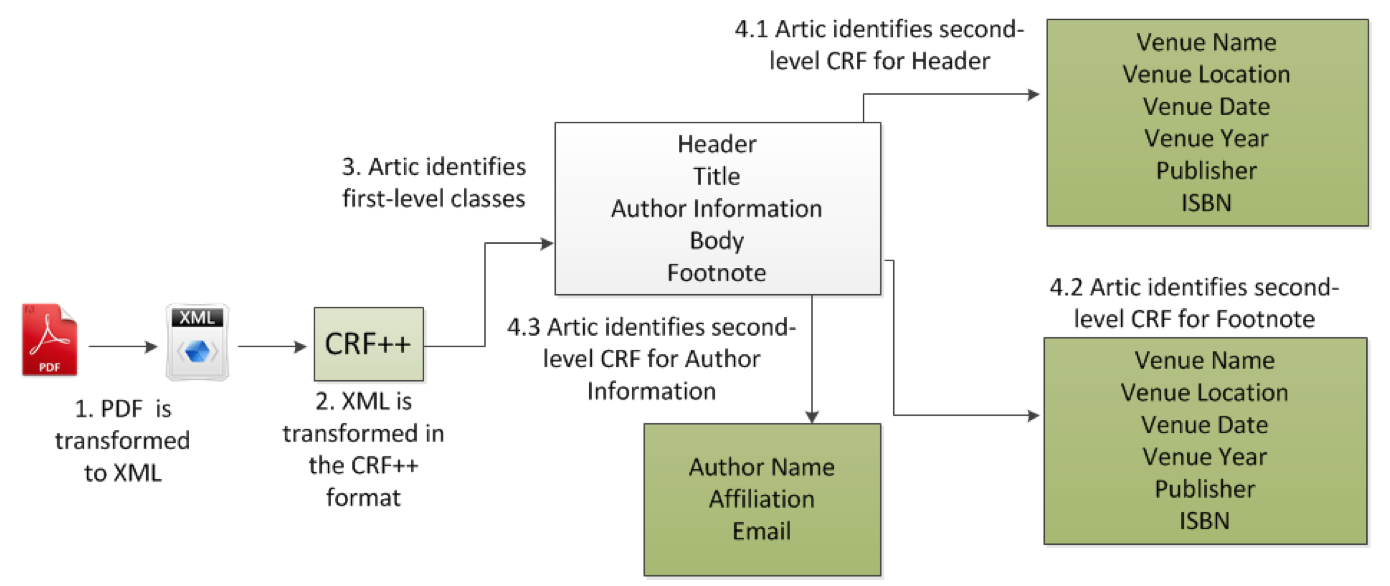 PDF
1. PDF is
transformed
to XML
XML
CRF++
2. XML is
transformed in
the CRF++
format
3. Artic identifies
first-level classes
Header
Title
Author Information
Body
Footnote
4.1 Artic identifies second-
level CRF for Header
Venue Name
Venue Location
Venue Date
Venue Year
Publisher
ISBN
4.2 Artic identifies second-
level CRF for Footnote
Venue Name
Venue Location
Venue Date
Venue Year
Publisher
ISBN
4.3 Artic identifies second-
level CRF for Author
Information
Author Name
Affiliation
Email